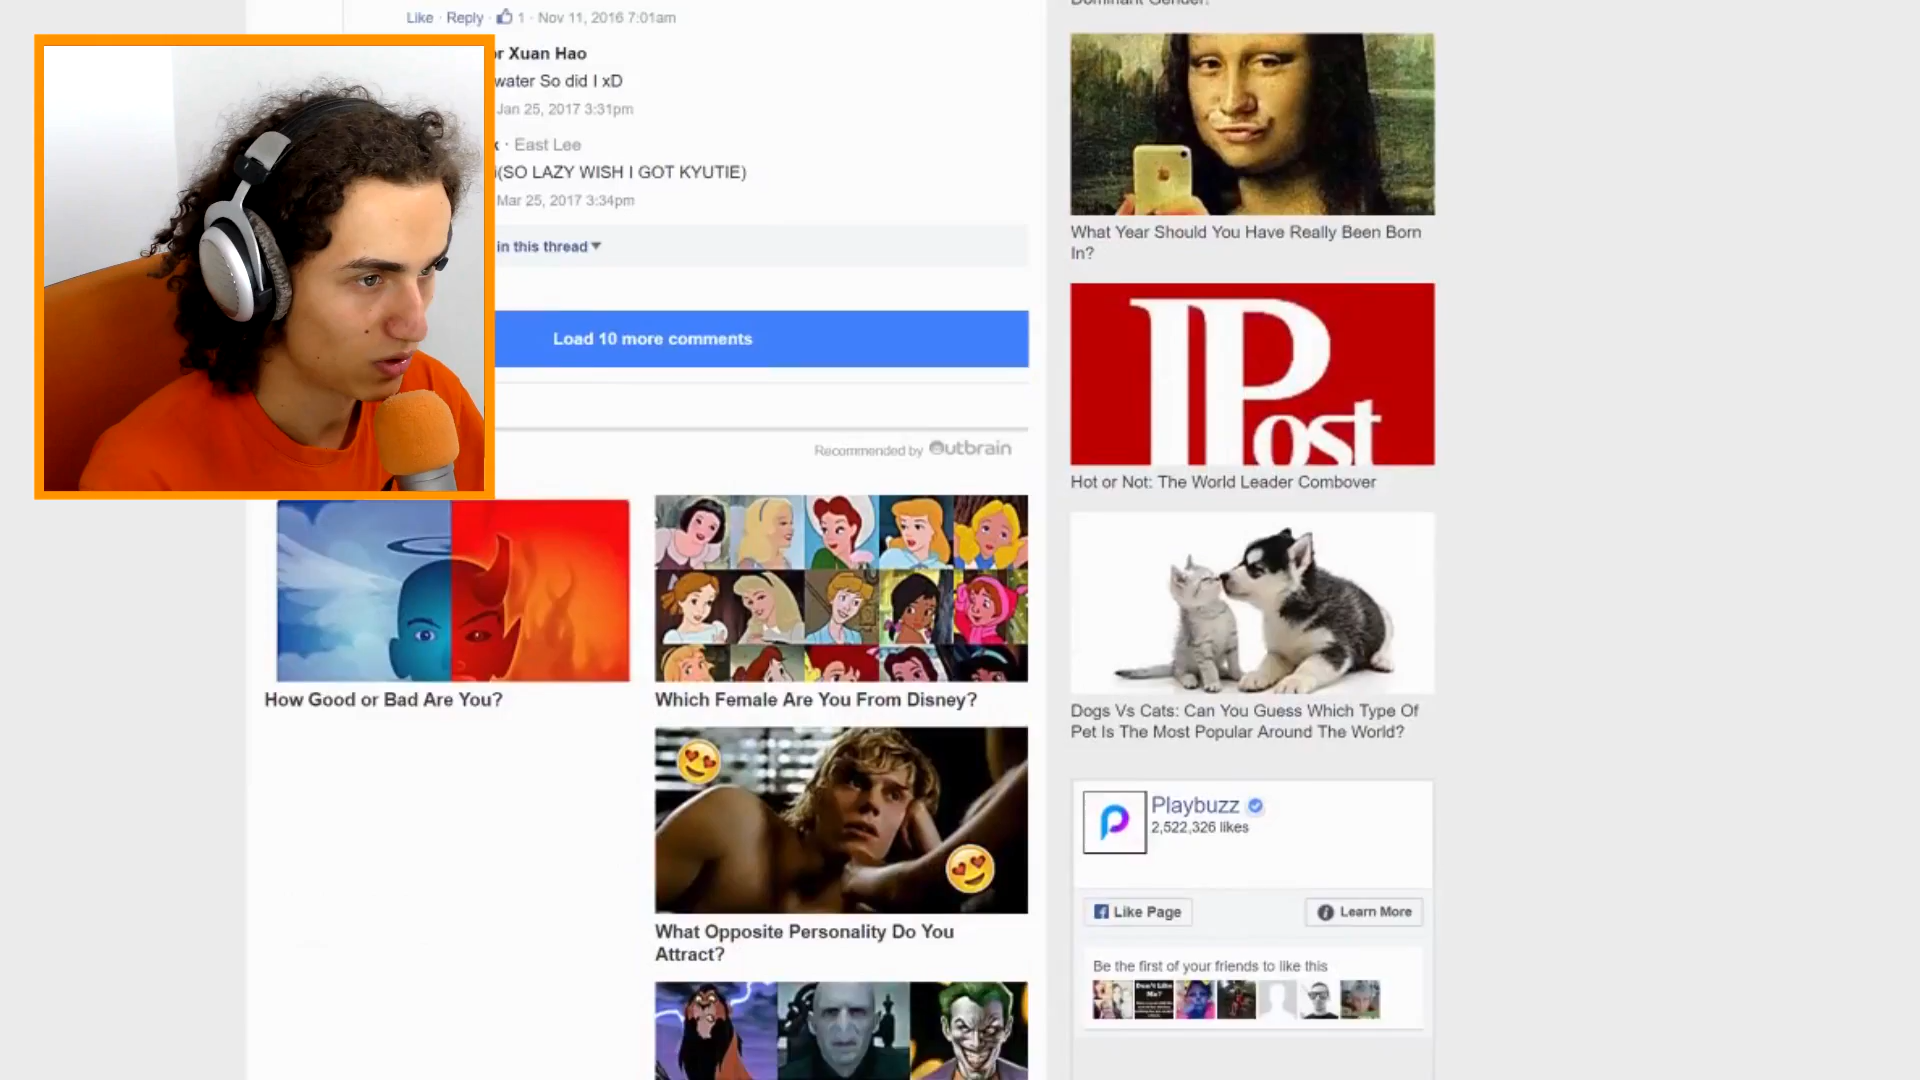 Like · Reply · 1 · Nov 11, 2016 7:01am
Xuan Hao
water So did I xD
Jan 25, 2017 3:31pm
· East Lee
(SO LAZY WISH I GOT KYUTIE)
Mar 25, 2017 3:34pm
in this thread
Load 10 more comments
Recommended by Outbrain
How Good or Bad Are You?
Which Female Are You From Disney?
What Opposite Personality Do You
Attract?
What Year Should You Have Really Been Born
In?
Post
Hot or Not: The World Leader Combover
Dogs Vs Cats: Can You Guess Which Type Of
Pet Is The Most Popular Around The World?
Playbuzz
2,522,326 likes
Like Page
Learn More
Be the first of your friends to like this
Don't Like
Me?